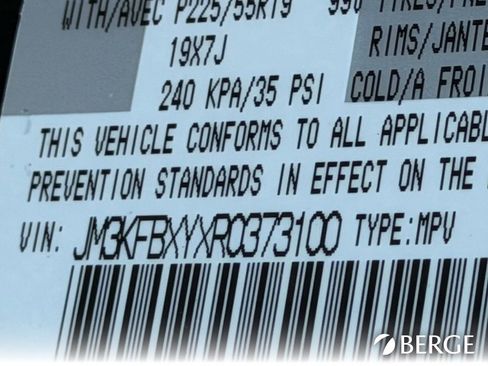 WITH/AVEC P225/55R19
19X7J
RIMS/JANTE
240 KPA/35 PSI COLD/A FROI
THIS VEHICLE CONFORMS TO ALL APPLICABL
PREVENTION STANDARDS IN EFFECT ON THE
VIN: JM3KFBXYXR0373100 TYPE:MPV
BERGE